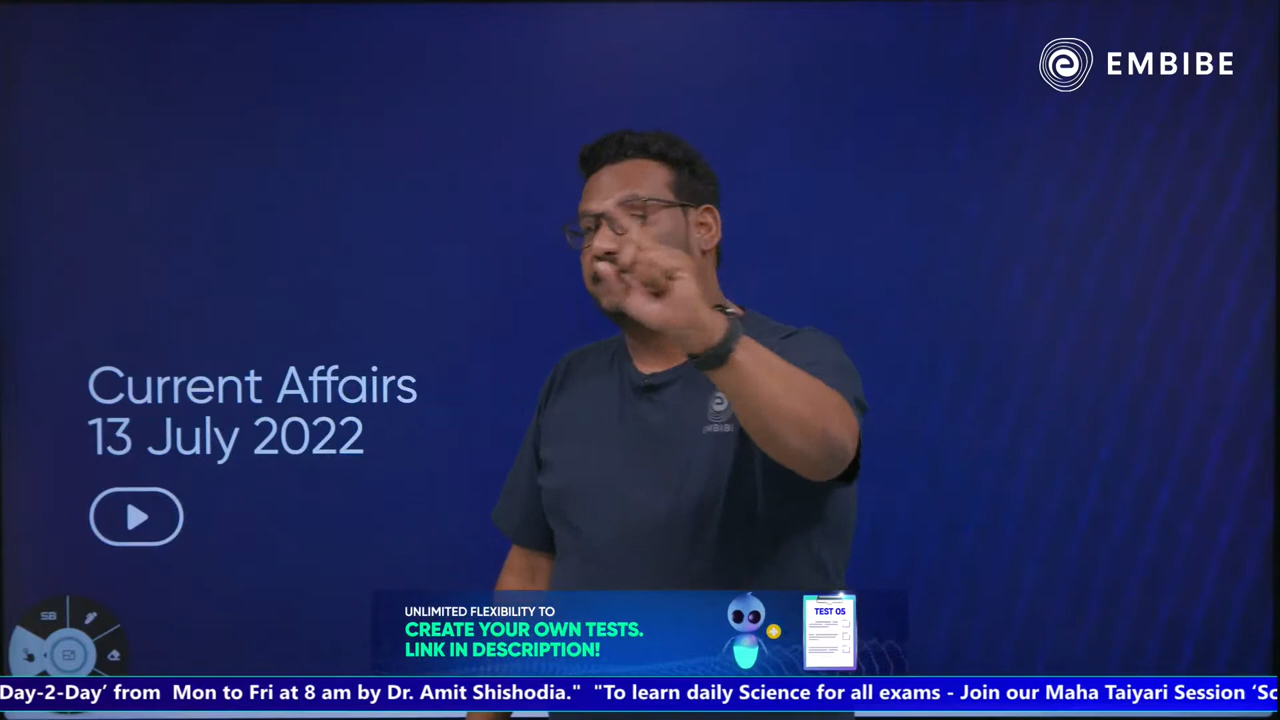 EMBIBE
Current Affairs
13 July 2022
EMBIBE
SB
UNLIMITED FLEXIBILITY TO
CREATE YOUR OWN TESTS.
LINK IN DESCRIPTION!
TEST 05
Day-2-Day’ from Mon to Fri at 8 am by Dr. Amit Shishodia." "To learn daily Science for all exams - Join our Maha Taiyari Session ‘Sc